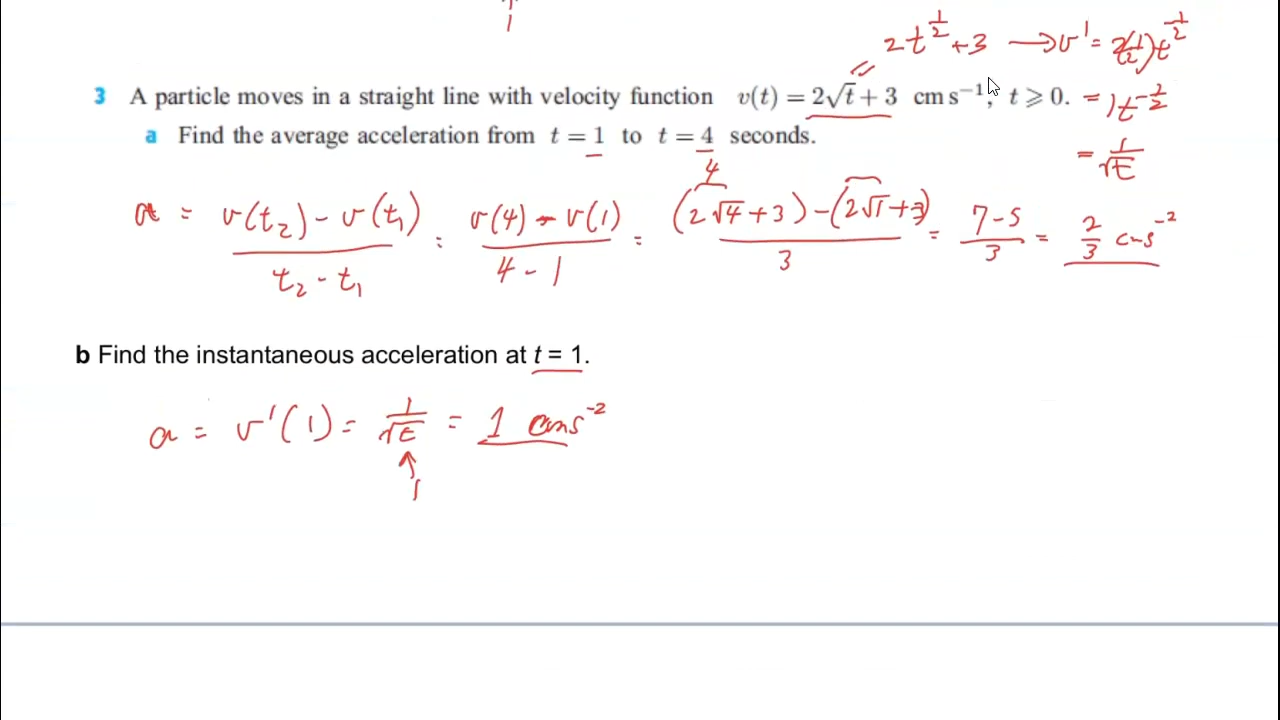 1
2t^{1/2} + 3 → v' = 2(1/2)t^{-1/2}
3 A particle moves in a straight line with velocity function v(t) = 2√t + 3 cm s⁻¹, t ⩾ 0. = 1t^{-1/2}
a Find the average acceleration from t = 1 to t = 4 seconds. = 1/√t
4
a = (v(t₂) - v(t₁))/(t₂ - t₁) = (v(4) - v(1))/(4 - 1) = ((2√4 + 3) - (2√1 + 3))/3 = (7 - 5)/3 = 2/3 cms⁻²
b Find the instantaneous acceleration at t = 1.
a = v'(1) = 1/√t = 1 cms⁻²
↑
1